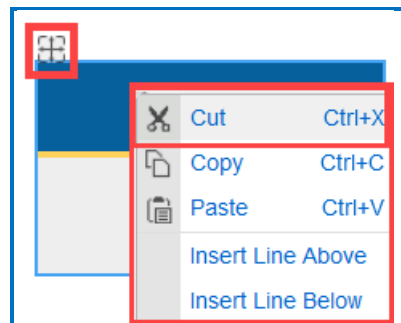 Cut Ctrl+X
Copy Ctrl+C
Paste Ctrl+V
Insert Line Above
Insert Line Below